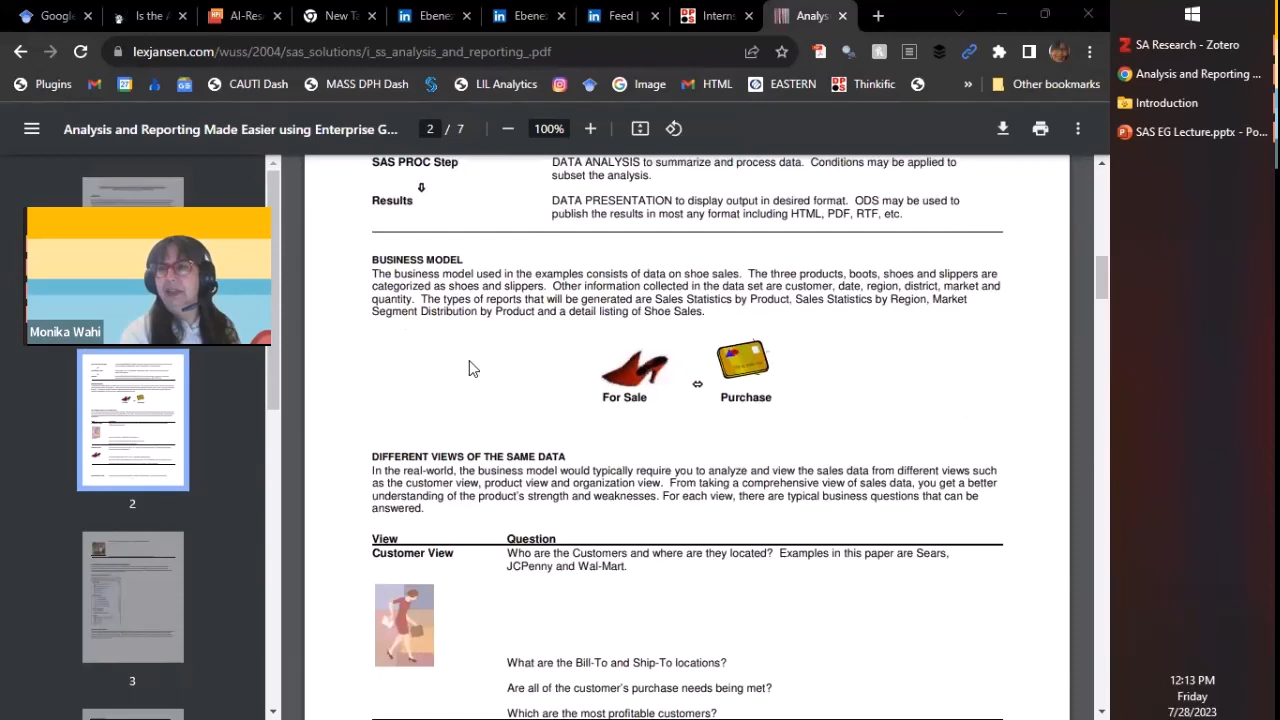 Google
Is the A
AI-Res
New Ta
Ebene
Ebene
Feed |
Interns
Analys
lexjansen.com/wuss/2004/sas_solutions/i_ss_analysis_and_reporting_.pdf
Plugins
CAUTI Dash
MASS DPH Dash
LIL Analytics
Image
HTML
EASTERN
Thinkific
Other bookmarks
Analysis and Reporting Made Easier using Enterprise G...
2 / 7
100%
SAS PROC Step
DATA ANALYSIS to summarize and process data. Conditions may be applied to
subset the analysis.
Results
DATA PRESENTATION to display output in desired format. ODS may be used to
publish the results in most any format including HTML, PDF, RTF, etc.
BUSINESS MODEL
The business model used in the examples consists of data on shoe sales. The three products, boots, shoes and slippers are
categorized as shoes and slippers. Other information collected in the data set are customer, date, region, district, market and
quantity. The types of reports that will be generated are Sales Statistics by Product, Sales Statistics by Region, Market
Segment Distribution by Product and a detail listing of Shoe Sales.
For Sale
Purchase
DIFFERENT VIEWS OF THE SAME DATA
In the real-world, the business model would typically require you to analyze and view the sales data from different views such
as the customer view, product view and organization view. From taking a comprehensive view of sales data, you get a better
understanding of the product's strength and weaknesses. For each view, there are typical business questions that can be
answered.
View
Question
Customer View
Who are the Customers and where are they located? Examples in this paper are Sears,
JCPenny and Wal-Mart.
What are the Bill-To and Ship-To locations?
Are all of the customer's purchase needs being met?
Which are the most profitable customers?
Monika Wahi
2
3
SA Research - Zotero
Analysis and Reporting ...
Introduction
SAS EG Lecture.pptx - Po...
12:13 PM
Friday
7/28/2023